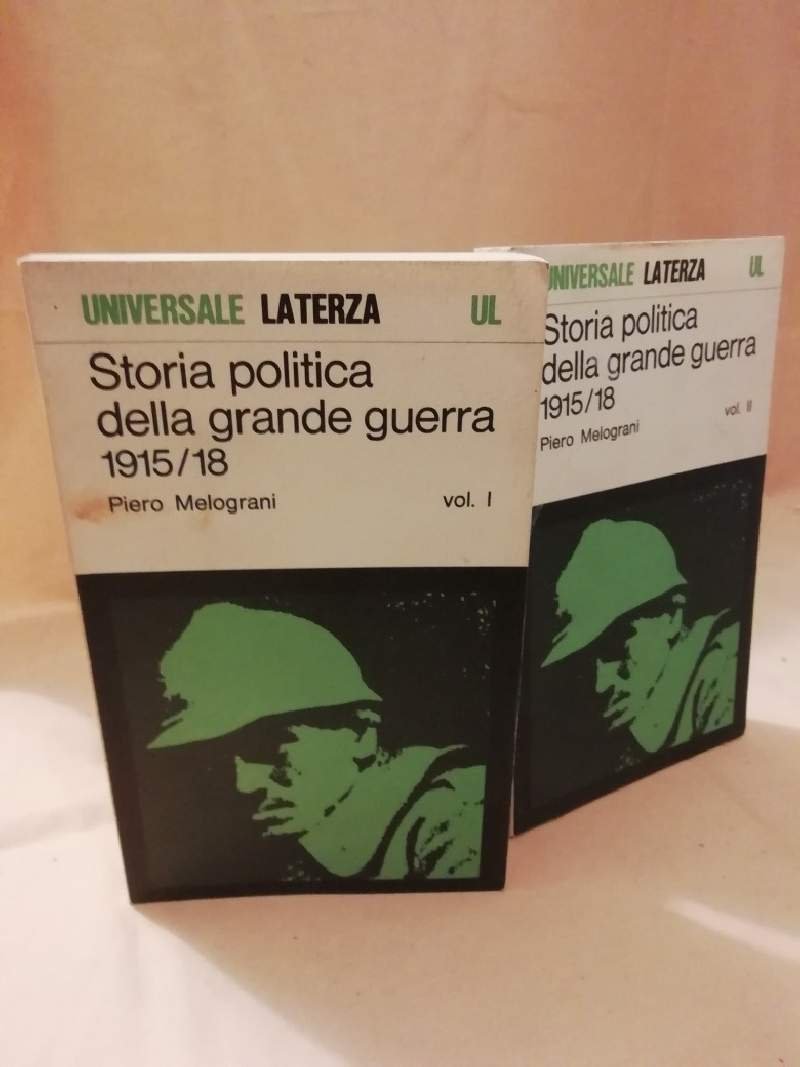 UNIVERSALE LATERZA UL
Storia politica
della grande guerra
1915/18
Piero Melograni vol. I
UNIVERSALE LATERZA UL
Storia politica
della grande guerra
1915/18
Piero Melograni vol. II